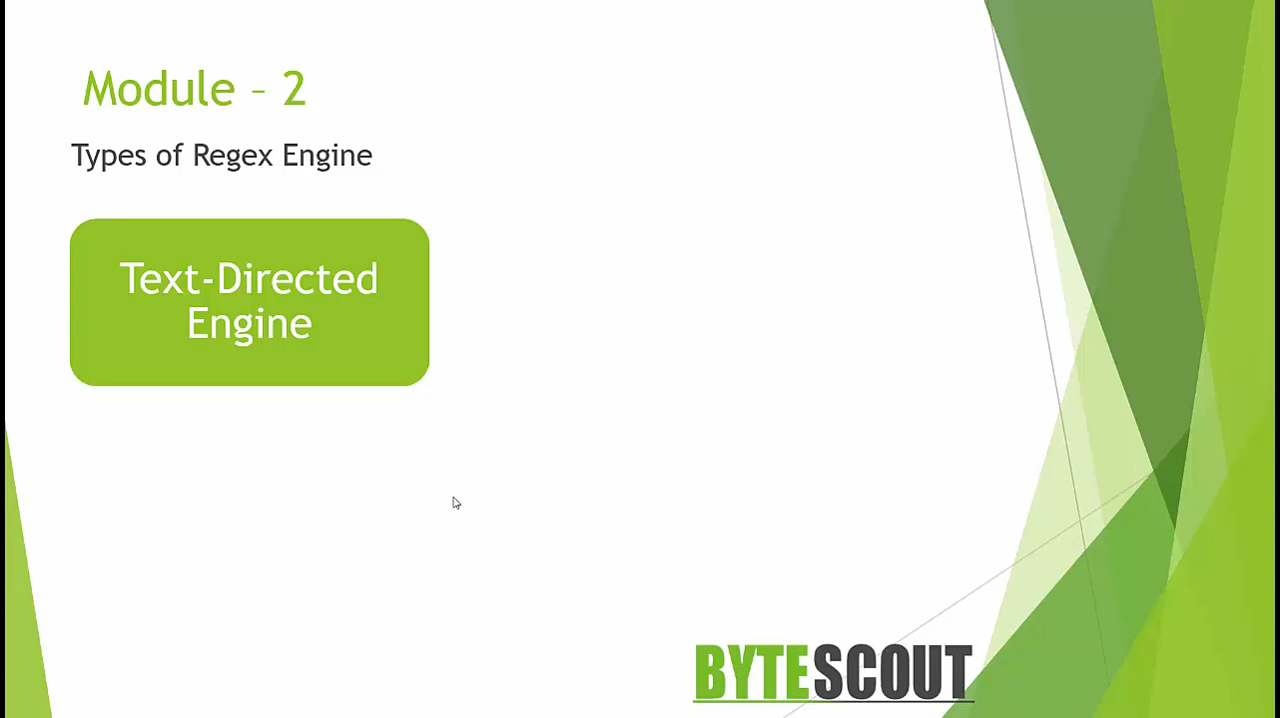 Module – 2
Types of Regex Engine
Text-Directed
Engine
BYTESCOUT